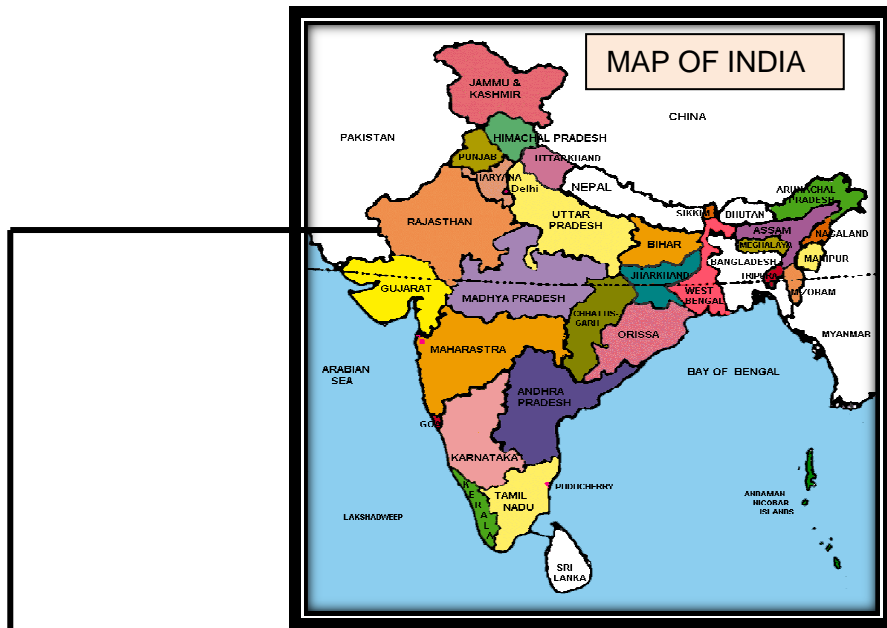 MAP OF INDIA
JAMMU &
KASHMIR
CHINA
PAKISTAN
HIMACHAL PRADESH
PUNJAB
UTTARKHAND
HARYANA
Delhi
NEPAL
ARUNACHAL
PRADESH
SIKKIM
BHUTAN
RAJASTHAN
UTTAR
PRADESH
ASSAM
NAGALAND
BIHAR
MEGHALAYA
BANGLADESH
MANIPUR
JHARKHAND
TRIPURA
GUJARAT
MADHYA PRADESH
WEST
BENGAL
MIZORAM
CHHATTIS-
GARH
ORISSA
MYANMAR
MAHARASTRA
ARABIAN
SEA
BAY OF BENGAL
ANDHRA
PRADESH
GOA
KARNATAKA
KERALA
TAMIL
NADU
PUDUCHERRY
ANDAMAN
NICOBAR
ISLANDS
LAKSHADWEEP
SRI
LANKA